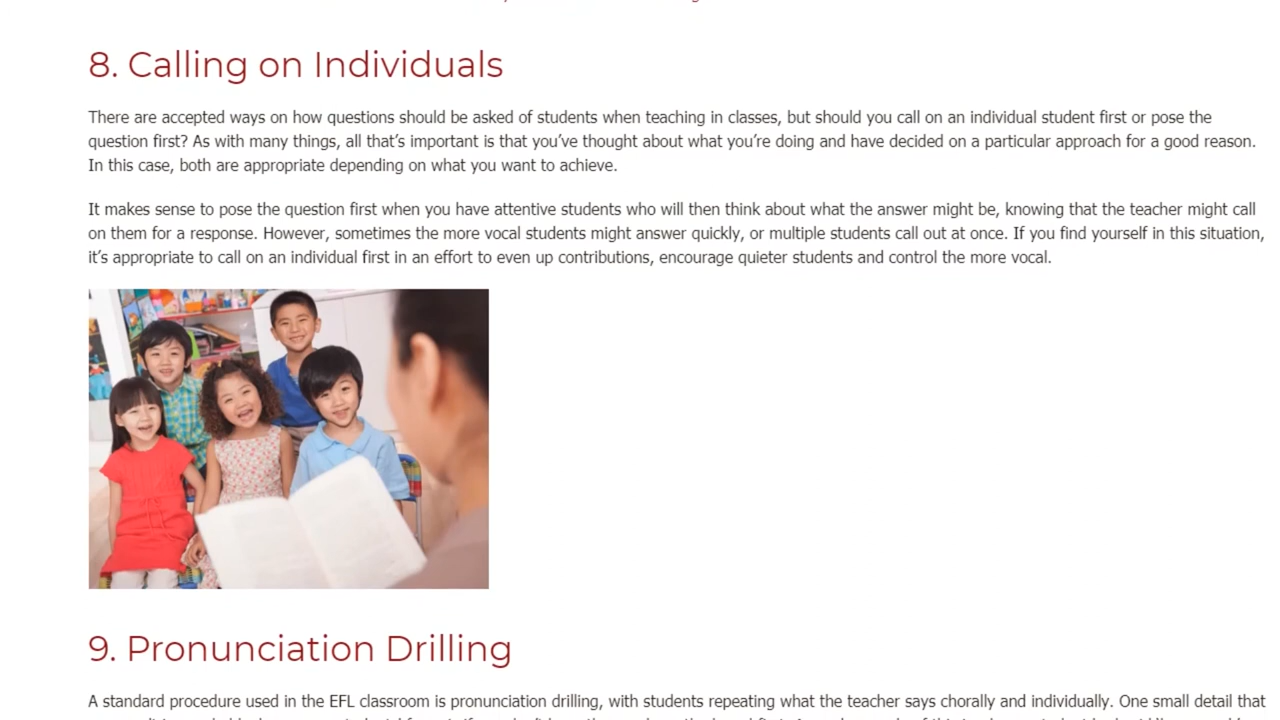 8. Calling on Individuals
There are accepted ways on how questions should be asked of students when teaching in classes, but should you call on an individual student first or pose the
question first? As with many things, all that's important is that you've thought about what you're doing and have decided on a particular approach for a good reason.
In this case, both are appropriate depending on what you want to achieve.
It makes sense to pose the question first when you have attentive students who will then think about what the answer might be, knowing that the teacher might call
on them for a response. However, sometimes the more vocal students might answer quickly, or multiple students call out at once. If you find yourself in this situation,
it's appropriate to call on an individual first in an effort to even up contributions, encourage quieter students and control the more vocal.
9. Pronunciation Drilling
A standard procedure used in the EFL classroom is pronunciation drilling, with students repeating what the teacher says chorally and individually. One small detail that